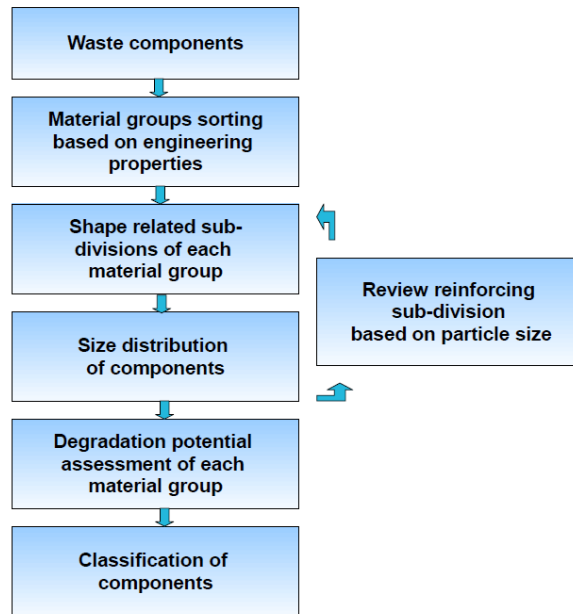 Waste components
Material groups sorting
based on engineering
properties
Shape related sub-
divisions of each
material group
Review reinforcing
sub-division
based on particle size
Size distribution
of components
Degradation potential
assessment of each
material group
Classification of
components